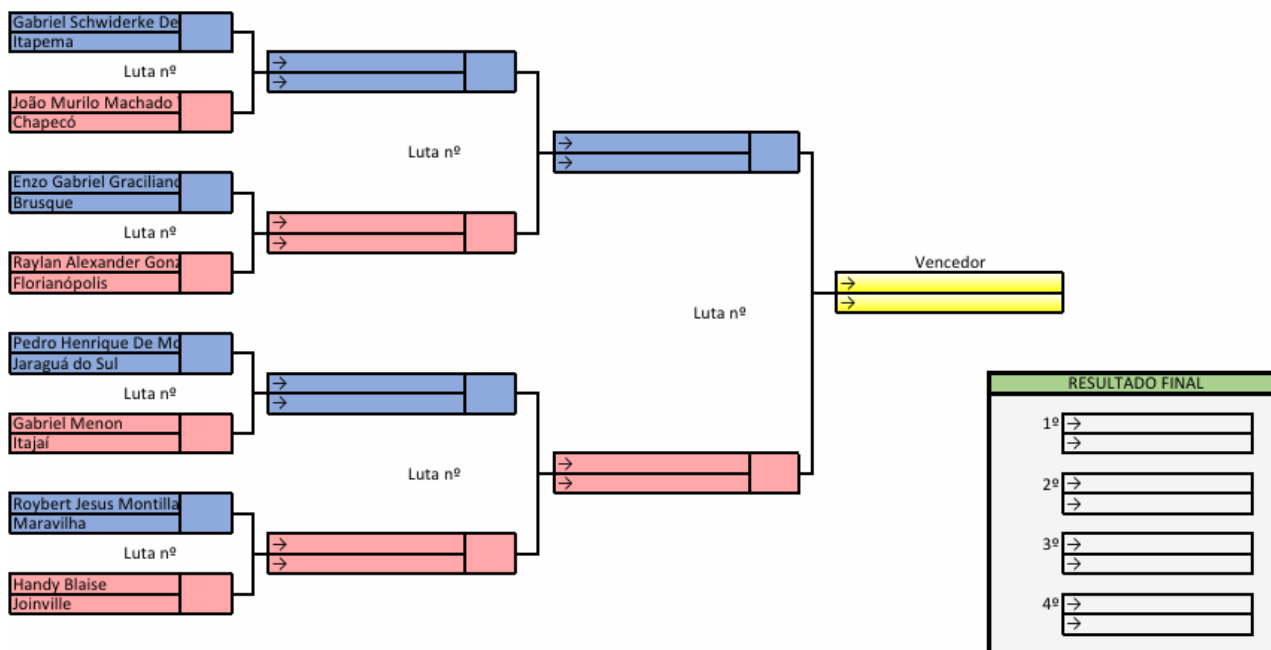 Gabriel Schwiderke De
Itapema
Luta nº
João Murilo Machado
Chapecó
Enzo Gabriel Graciliano
Brusque
Luta nº
Raylan Alexander Gonz
Florianópolis
Pedro Henrique De Mo
Jaraguá do Sul
Luta nº
Gabriel Menon
Itajaí
Roybert Jesus Montilla
Maravilha
Luta nº
Handy Blaise
Joinville
→
→
Luta nº
→
→
→
→
Luta nº
→
→
→
→
Luta nº
→
→
Vencedor
→
→
RESULTADO FINAL
1º →
→
2º →
→
3º →
→
4º →
→